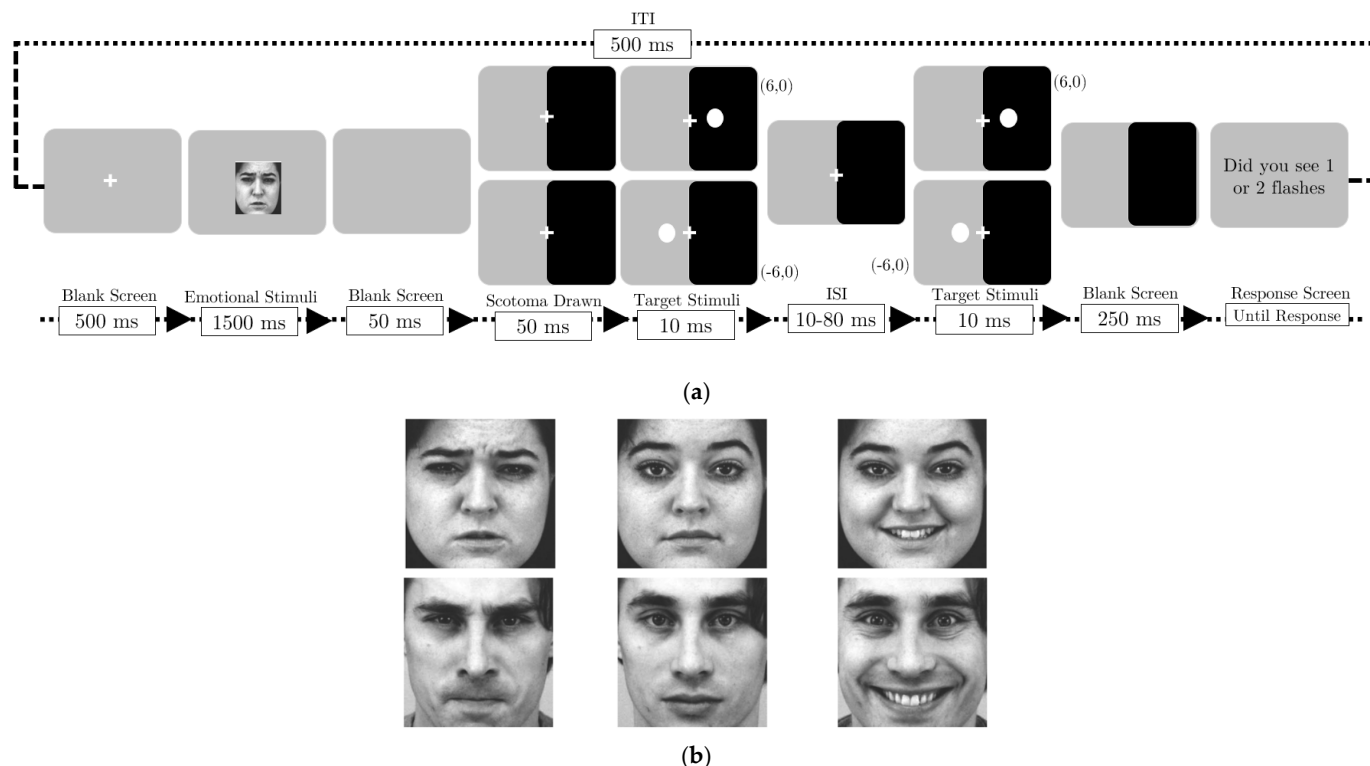 ITI
500 ms
(6,0)
(6,0)
Did you see 1
or 2 flashes
(-6,0)
(-6,0)
Blank Screen
500 ms
Emotional Stimuli
1500 ms
Blank Screen
50 ms
Scotoma Drawn
50 ms
Target Stimuli
10 ms
ISI
10-80 ms
Target Stimuli
10 ms
Blank Screen
250 ms
Response Screen
Until Response
(a)
(b)